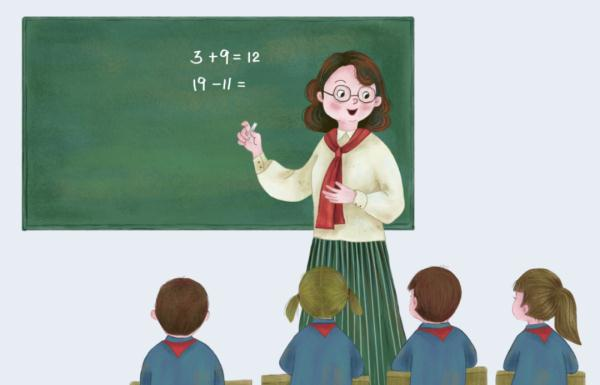 3 + 9 = 12
19 - 11 =